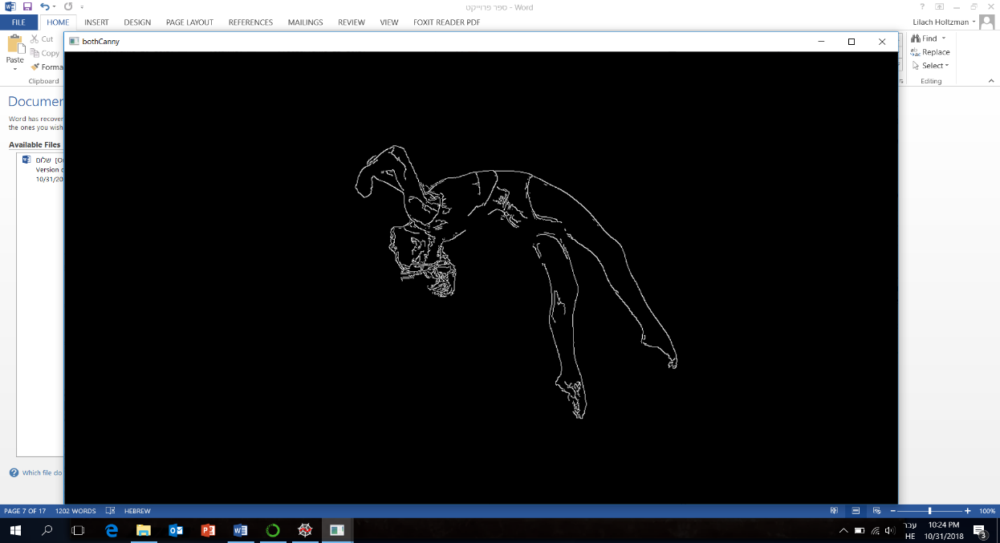 ספר פרוייקט - Word
FILE HOME INSERT DESIGN PAGE LAYOUT REFERENCES MAILINGS REVIEW VIEW FOXIT READER PDF Lilach Holtzman
bothCanny
Cut
Copy
Forma
Paste
Clipboard
Find
Replace
Select
Editing
Documen
Word has recover
the ones you wish
Available Files
שלום [O
Version c
10/31/20
Which file do
PAGE 7 OF 17 1202 WORDS HEBREW 100%
עבר 10:24 PM
HE 10/31/2018 3